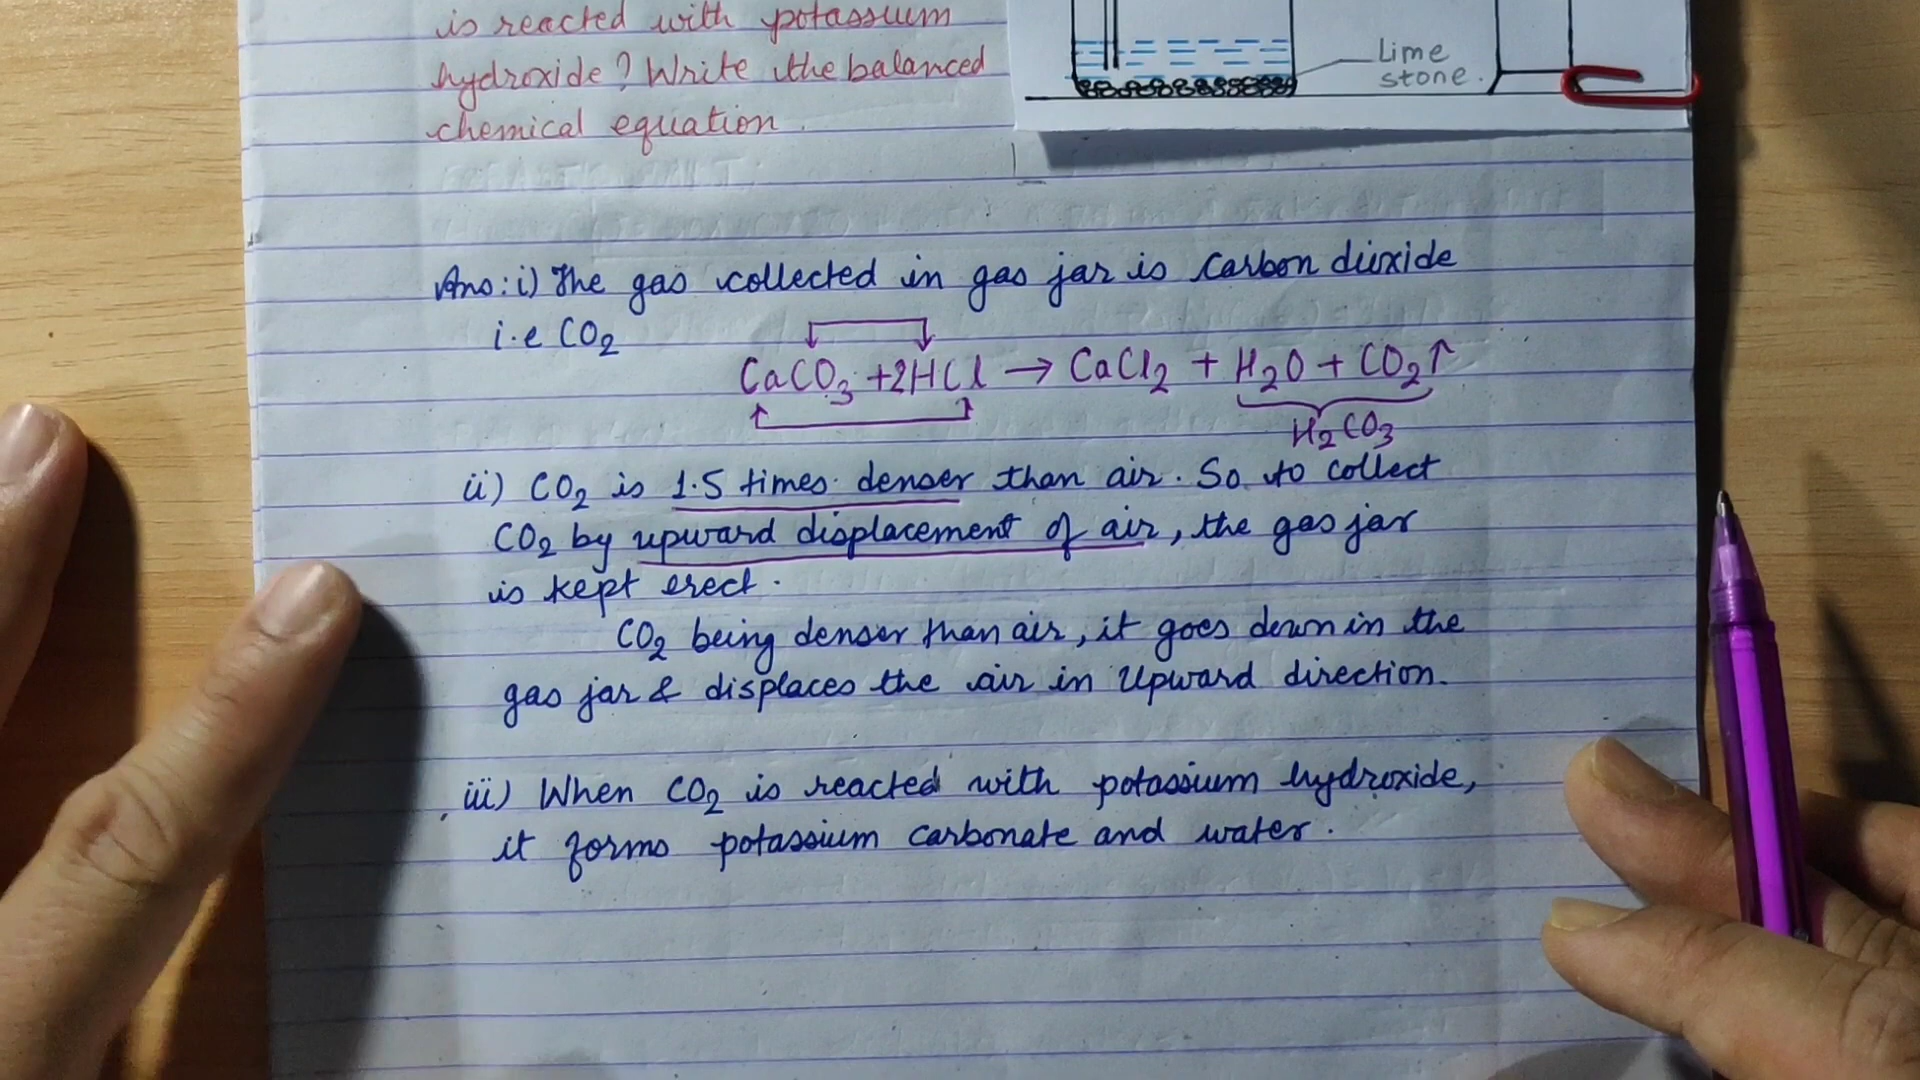 is reacted with potassium
hydroxide? Write the balanced
chemical equation.
Lime
stone.
Ans: i) The gas collected in gas jar is Carbon dioxide
i.e CO2
CaCO3 +2HCl → CaCl2 + H2O + CO2↑
H2CO3
ii) CO2 is 1.5 times denser than air. So to collect
CO2 by upward displacement of air, the gas jar
is kept erect.
CO2 being denser than air, it goes down in the
gas jar & displaces the air in Upward direction.
iii) When CO2 is reacted with potassium hydroxide,
it forms potassium carbonate and water.